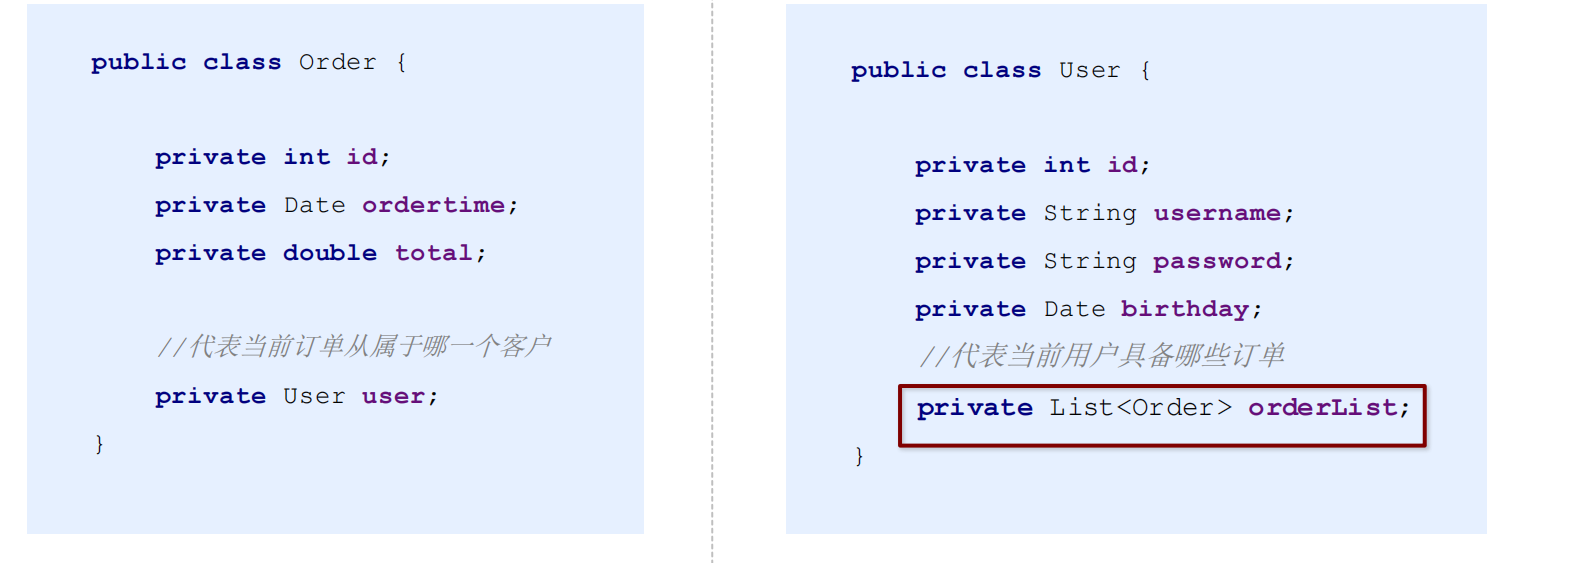 public class Order {
private int id;
private Date ordertime;
private double total;
//代表当前订单从属于哪一个客户
private User user;
}
public class User {
private int id;
private String username;
private String password;
private Date birthday;
//代表当前用户具备哪些订单
private List<Order> orderList;
}